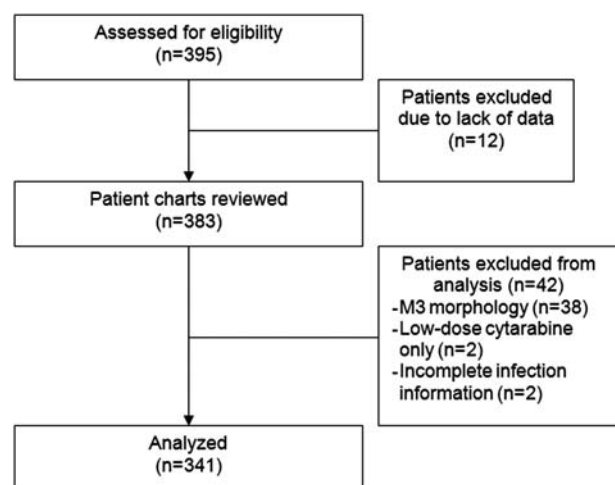 Assessed for eligibility
(n=395)
Patients excluded
due to lack of data
(n=12)
Patient charts reviewed
(n=383)
Patients excluded from
analysis (n=42)
-M3 morphology (n=38)
-Low-dose cytarabine
only (n=2)
-Incomplete infection
information (n=2)
Analyzed
(n=341)